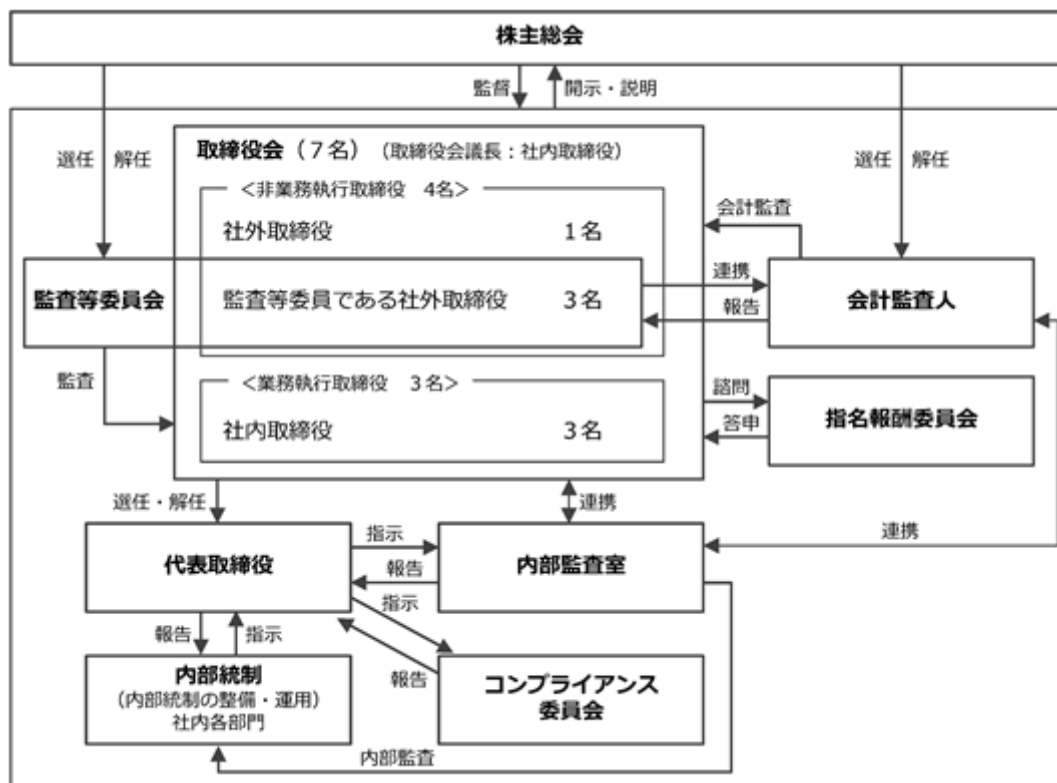 株主総会
監督
開示・説明
選任
解任
選任
解任
取締役会（７名）（取締役会議長：社内取締役）
＜非業務執行取締役　4名＞
社外取締役　１名
会計監査
監査等委員会
監査等委員である社外取締役　３名
連携
報告
会計監査人
監査
＜業務執行取締役　３名＞
社内取締役　３名
諮問
答申
指名報酬委員会
選任・解任
連携
代表取締役
指示
報告
内部監査室
連携
指示
報告
報告
指示
内部統制
（内部統制の整備・運用）
社内各部門
コンプライアンス
委員会
内部監査